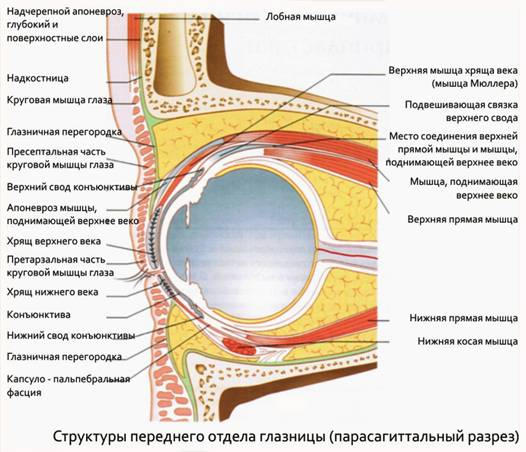 Надчерепной апоневроз,
глубокий и
поверхностные слои
Надкостница
Круговая мышца глаза
Глазничная перегородка
Пресептальная часть
круговой мышцы глаза
Верхний свод конъюнктивы
Апоневроз мышцы,
поднимающей верхнее веко
Хрящ верхнего века
Претарзальная часть
круговой мышцы глаза
Хрящ нижнего века
Конъюнктива
Нижний свод конъюнктивы
Глазничная перегородка
Капсуло - пальпебральная
фасция
Лобная мышца
Верхняя мышца хряща века
(мышца Мюллера)
Подвешивающая связка
верхнего свода
Место соединения верхней
прямой мышцы и мышцы,
поднимающей верхнее веко
Мышца, поднимающая
верхнее веко
Верхняя прямая мышца
Нижняя прямая мышца
Нижняя косая мышца
Структуры переднего отдела глазницы (парасагиттальный разрез)